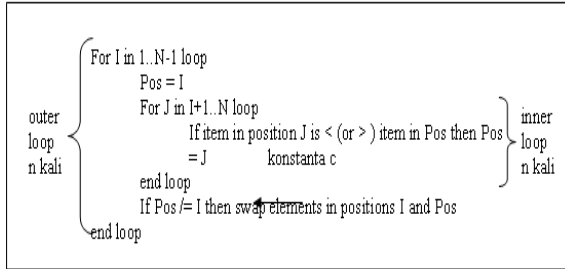 For I in 1..N-1 loop
Pos = I
For J in I+1..N loop
If item in position J is < (or > ) item in Pos then Pos
= J konstanta c
end loop
If Pos /= I then swap elements in positions I and Pos
end loop
outer
loop
n kali
inner
loop
n kali